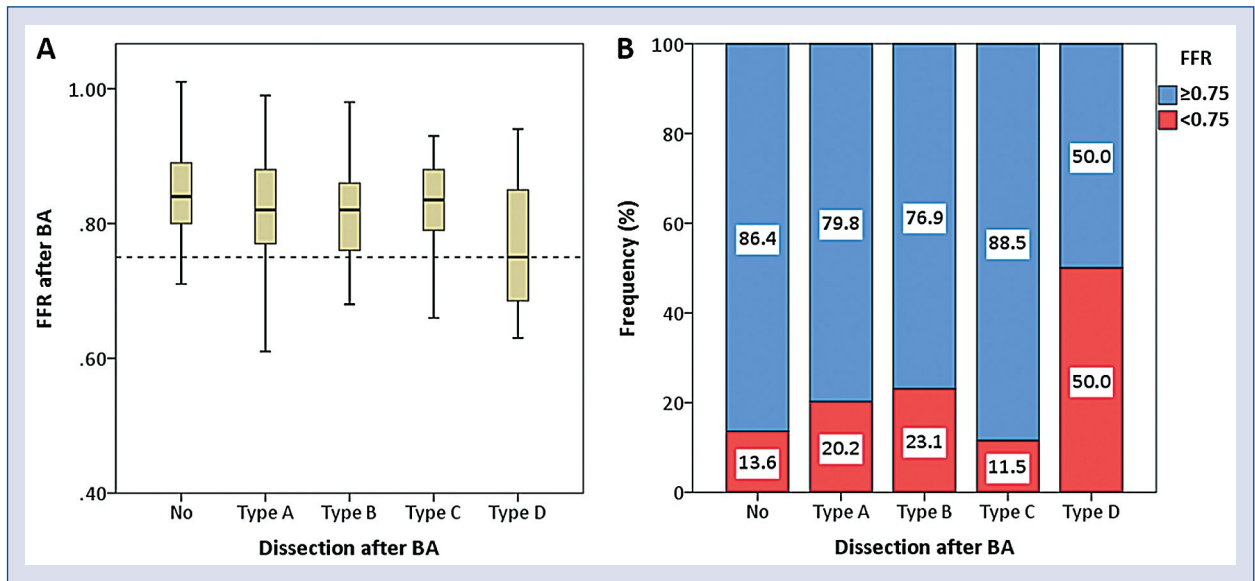 A
FFR after BA
1.00
.80
.60
.40
No Type A Type B Type C Type D
Dissection after BA
B
Frequency (%)
100
80
60
40
20
0
86.4 79.8 76.9 88.5 50.0
13.6 20.2 23.1 11.5 50.0
No Type A Type B Type C Type D
Dissection after BA
FFR
≥0.75
<0.75